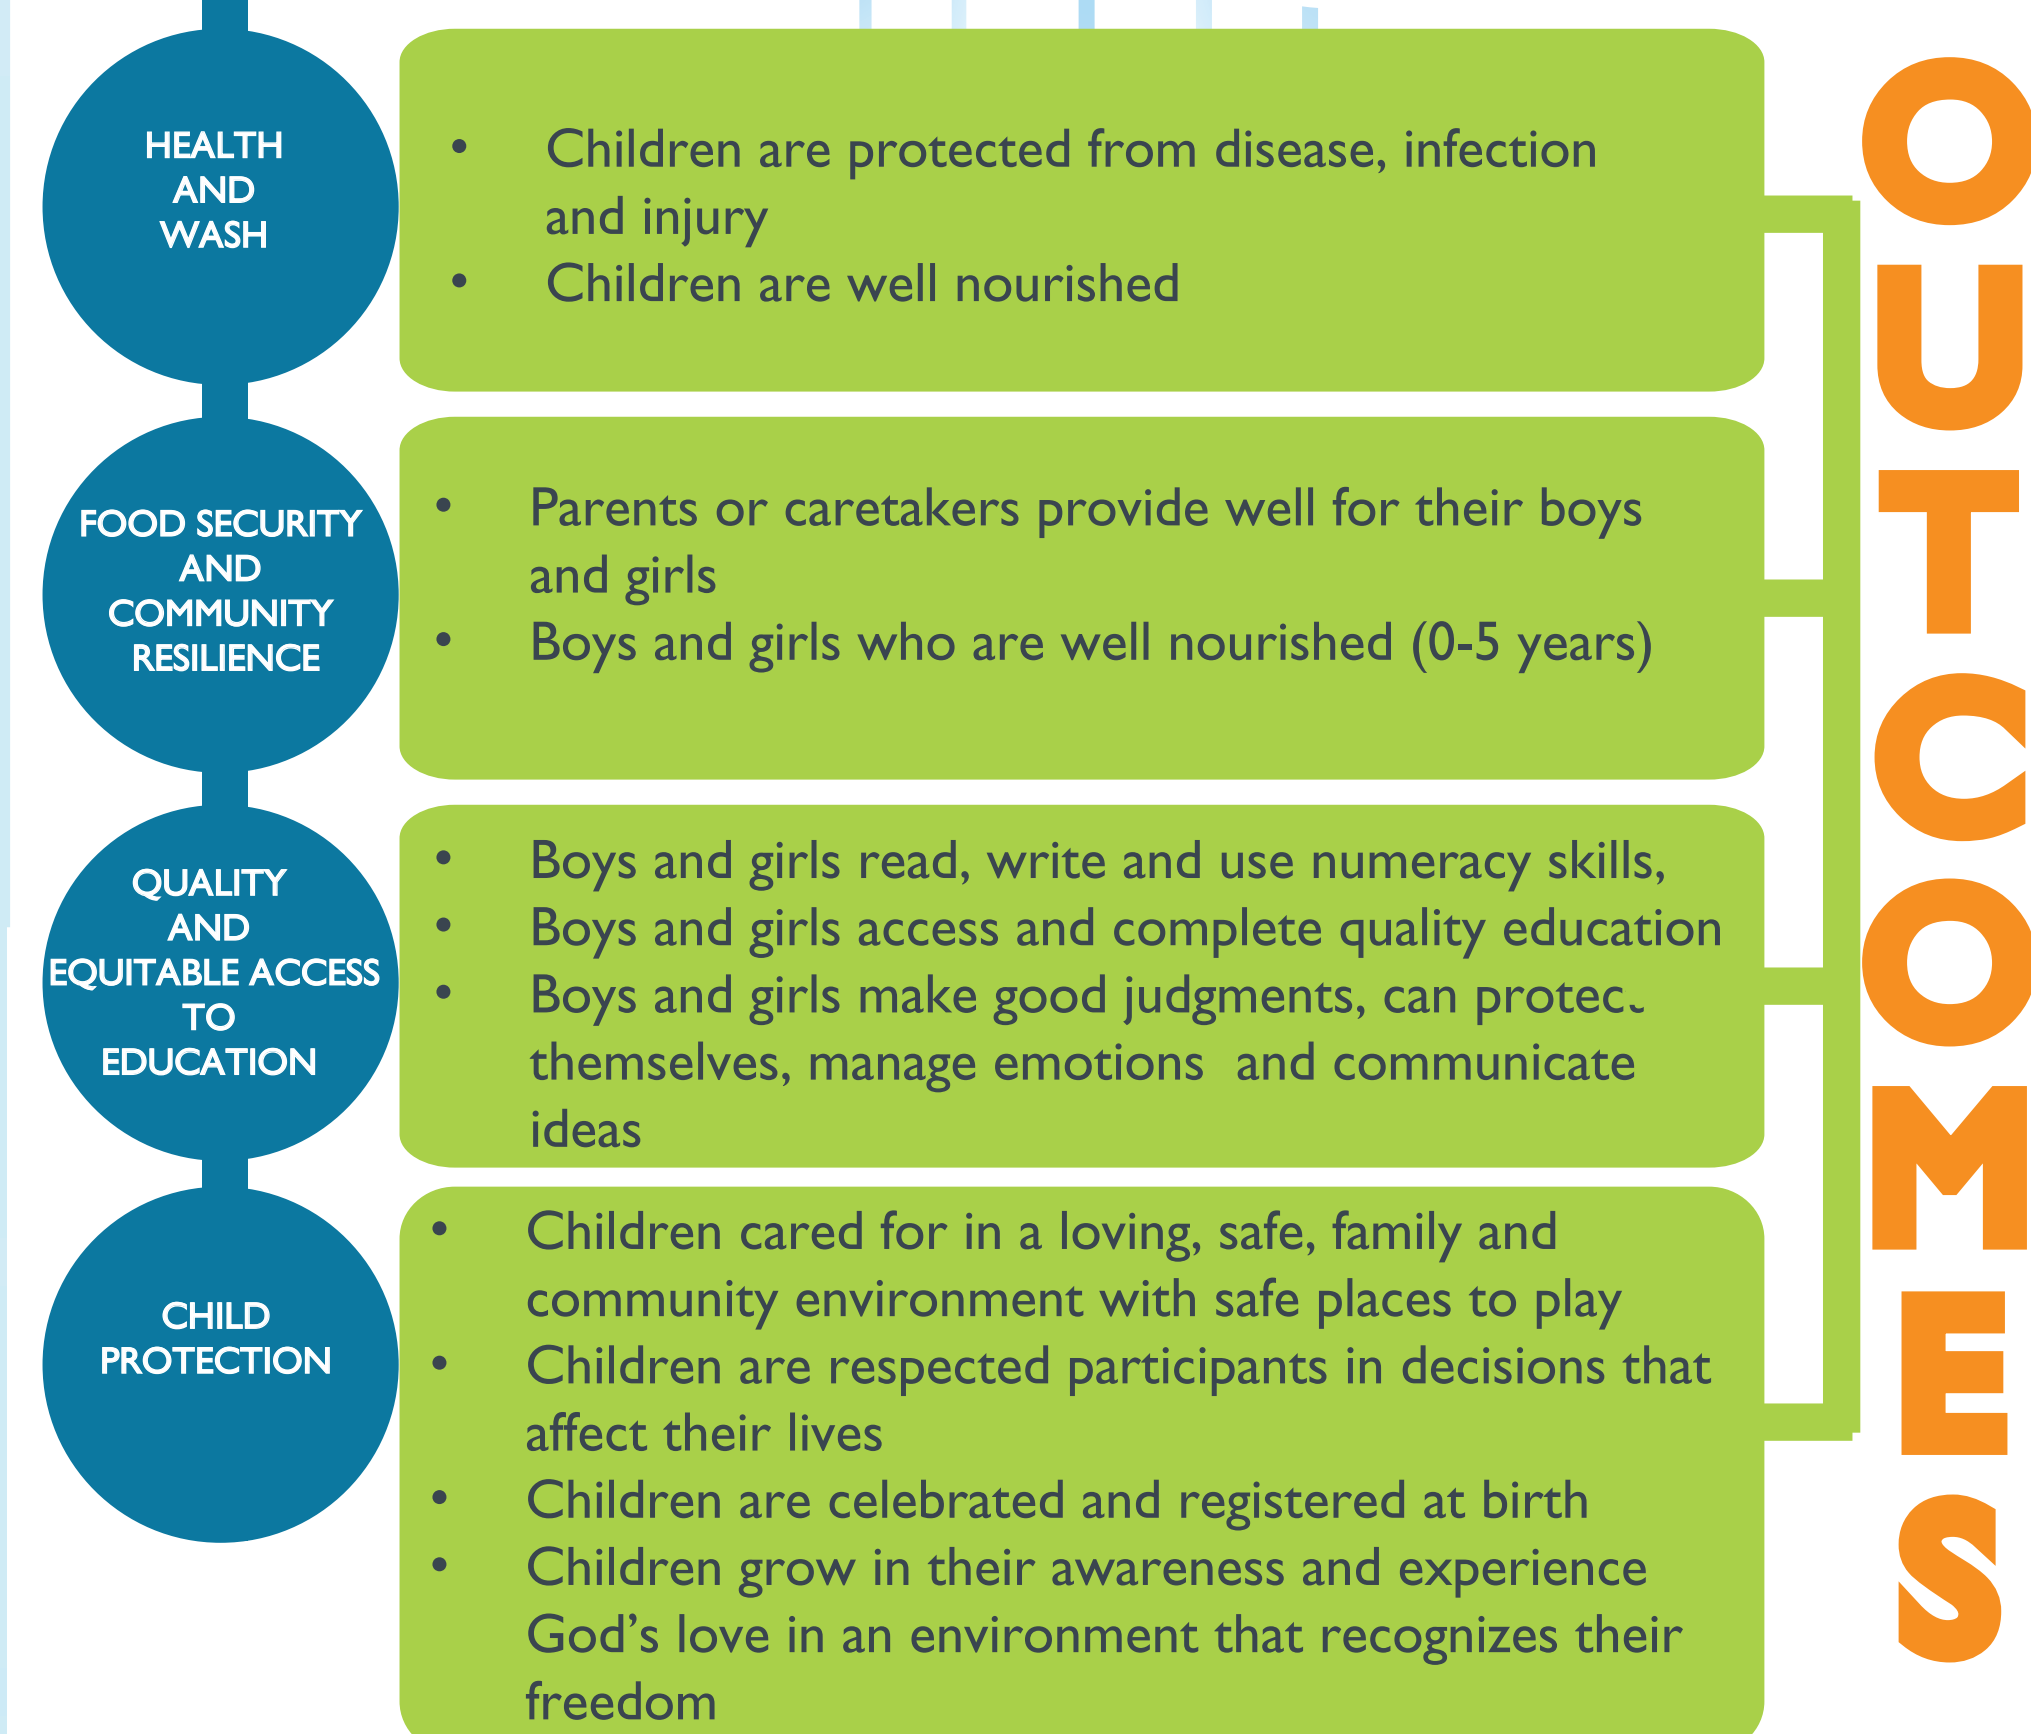 HEALTH
AND
WASH
• Children are protected from disease, infection
and injury
• Children are well nourished
FOOD SECURITY
AND
COMMUNITY
RESILIENCE
• Parents or caretakers provide well for their boys
and girls
• Boys and girls who are well nourished (0-5 years)
QUALITY
AND
EQUITABLE ACCESS
TO
EDUCATION
• Boys and girls read, write and use numeracy skills,
• Boys and girls access and complete quality education
• Boys and girls make good judgments, can protect
themselves, manage emotions  and communicate
ideas
CHILD
PROTECTION
• Children cared for in a loving, safe, family and
community environment with safe places to play
• Children are respected participants in decisions that
affect their lives
• Children are celebrated and registered at birth
• Children grow in their awareness and experience
God’s love in an environment that recognizes their
freedom
OUTCOMES